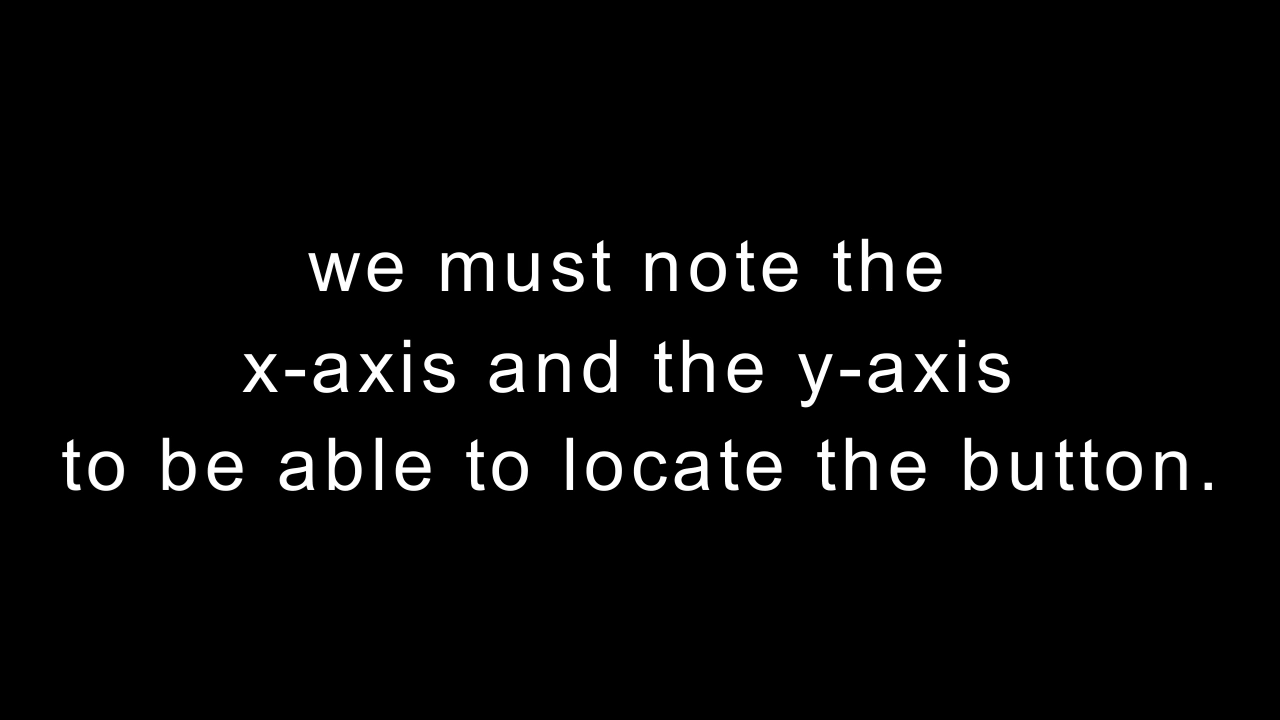 we must note the
x-axis and the y-axis
to be able to locate the button.